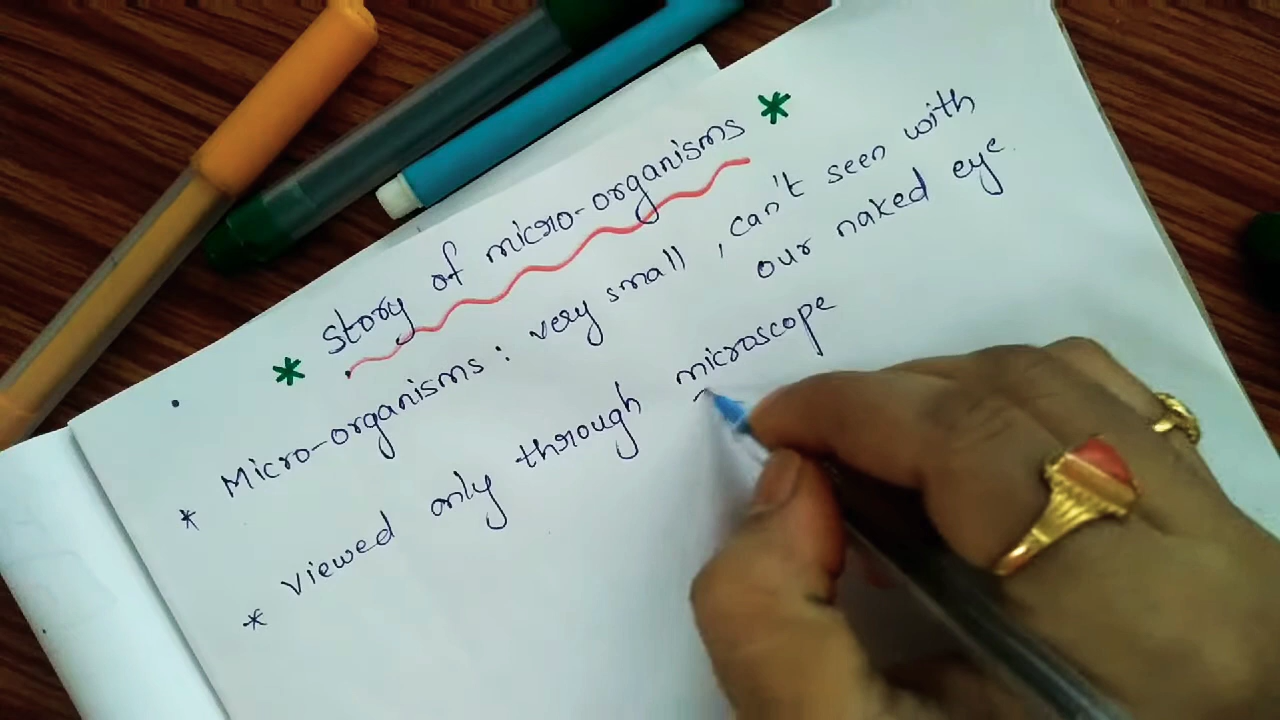 * Story of micro-organisms *
* Micro-organisms : very small , can't seen with
our naked eye.
* Viewed only through microscope